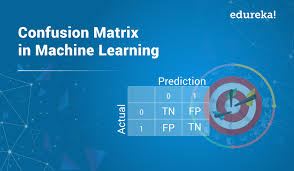 edureka!
Confusion Matrix
in Machine Learning
Prediction
0 1
Actual
0 TN FP
1 FP TN